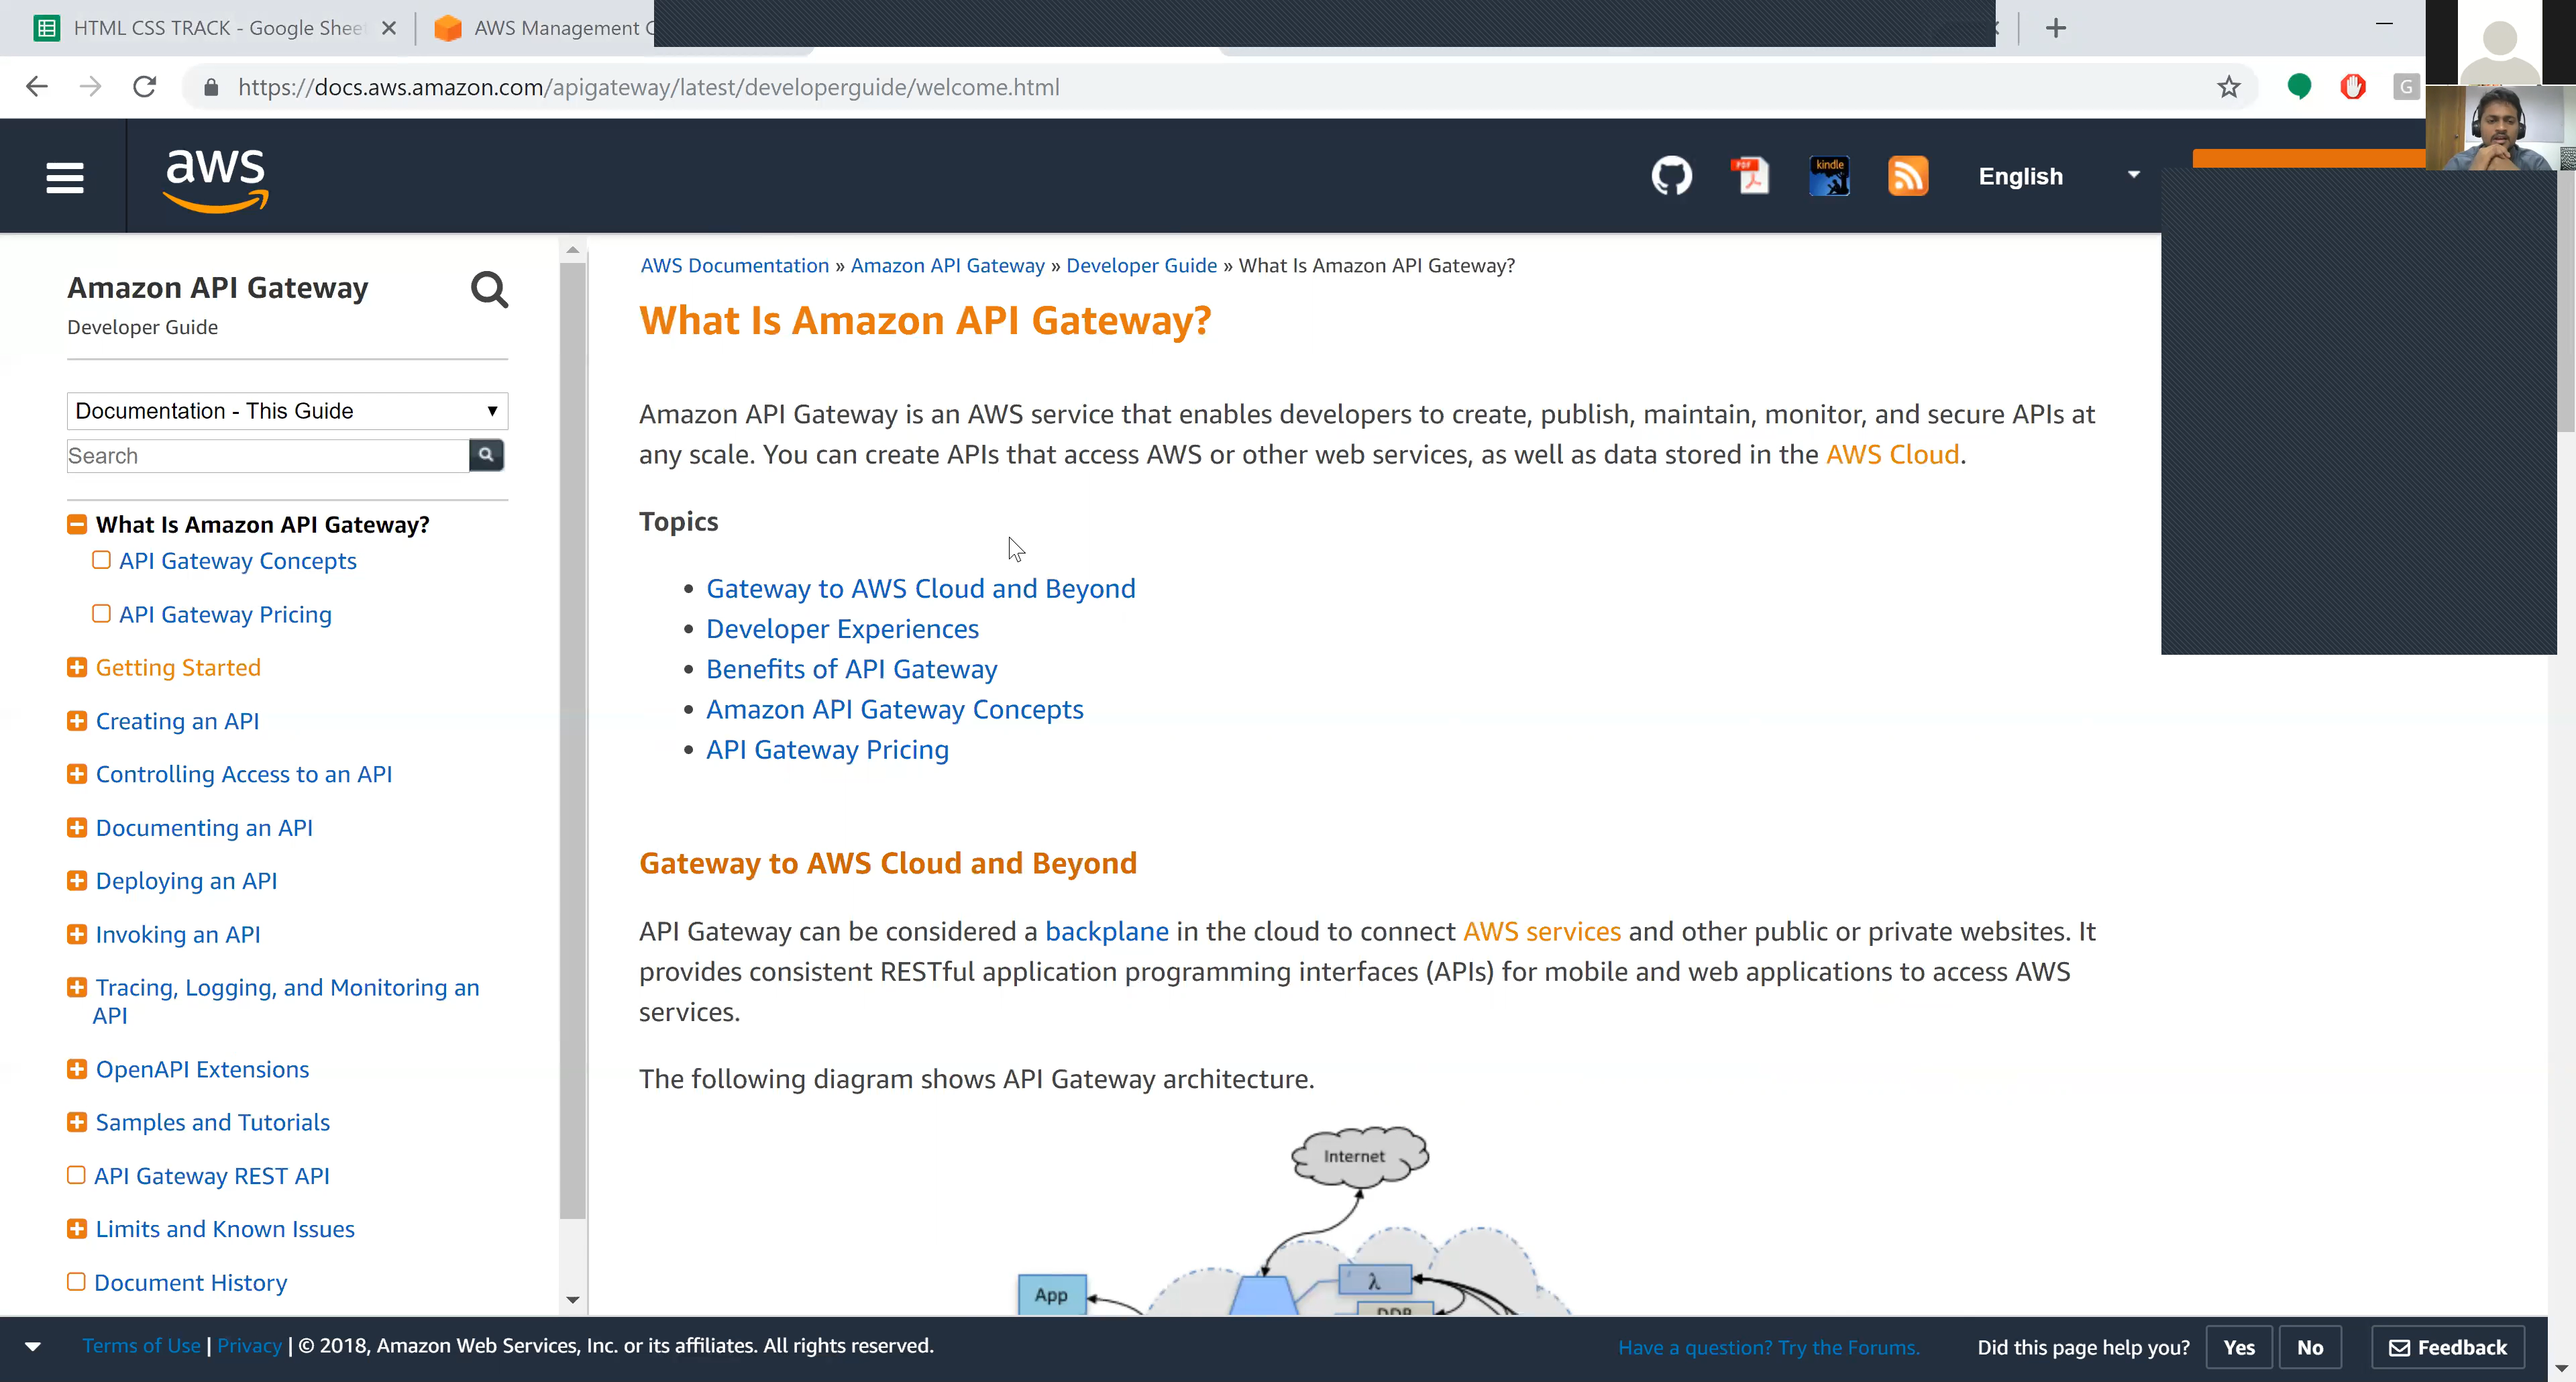 HTML CSS TRACK - Google Shee
AWS Management
https://docs.aws.amazon.com/apigateway/latest/developerguide/welcome.html
G
aws
PDF
kindle
English
Amazon API Gateway
Developer Guide
Documentation - This Guide
Search
What Is Amazon API Gateway?
API Gateway Concepts
API Gateway Pricing
Getting Started
Creating an API
Controlling Access to an API
Documenting an API
Deploying an API
Invoking an API
Tracing, Logging, and Monitoring an
API
OpenAPI Extensions
Samples and Tutorials
API Gateway REST API
Limits and Known Issues
Document History
AWS Documentation » Amazon API Gateway » Developer Guide » What Is Amazon API Gateway?
What Is Amazon API Gateway?
Amazon API Gateway is an AWS service that enables developers to create, publish, maintain, monitor, and secure APIs at
any scale. You can create APIs that access AWS or other web services, as well as data stored in the AWS Cloud.
Topics
• Gateway to AWS Cloud and Beyond
• Developer Experiences
• Benefits of API Gateway
• Amazon API Gateway Concepts
• API Gateway Pricing
Gateway to AWS Cloud and Beyond
API Gateway can be considered a backplane in the cloud to connect AWS services and other public or private websites. It
provides consistent RESTful application programming interfaces (APIs) for mobile and web applications to access AWS
services.
The following diagram shows API Gateway architecture.
Internet
App
λ
DDB
Terms of Use | Privacy | © 2018, Amazon Web Services, Inc. or its affiliates. All rights reserved.
Have a question? Try the Forums.
Did this page help you?
Yes
No
Feedback